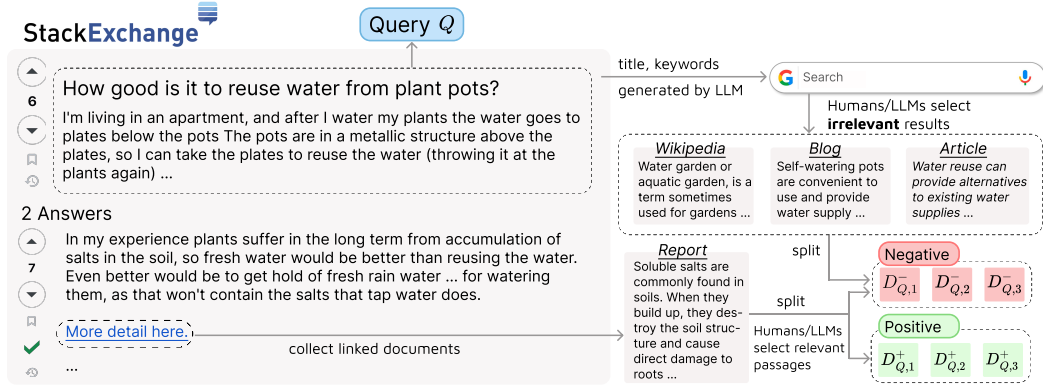 StackExchange
Query Q
6
How good is it to reuse water from plant pots?
I'm living in an apartment, and after I water my plants the water goes to
plates below the pots The pots are in a metallic structure above the
plates, so I can take the plates to reuse the water (throwing it at the
plants again) ...
2 Answers
7
In my experience plants suffer in the long term from accumulation of
salts in the soil, so fresh water would be better than reusing the water.
Even better would be to get hold of fresh rain water ... for watering
them, as that won't contain the salts that tap water does.
More detail here.
...
collect linked documents
title, keywords
generated by LLM
G Search
Humans/LLMs select
irrelevant results
Wikipedia
Water garden or
aquatic garden, is a
term sometimes
used for gardens ...
Blog
Self-watering pots
are convenient to
use and provide
water supply ...
Article
Water reuse can
provide alternatives
to existing water
supplies ...
Report
Soluble salts are
commonly found in
soils. When they
build up, they des-
troy the soil struc-
ture and cause
direct damage to
roots ...
split
split
Humans/LLMs
select relevant
passages
Negative
D⁻Q,1 D⁻Q,2 D⁻Q,3
Positive
D⁺Q,1 D⁺Q,2 D⁺Q,3